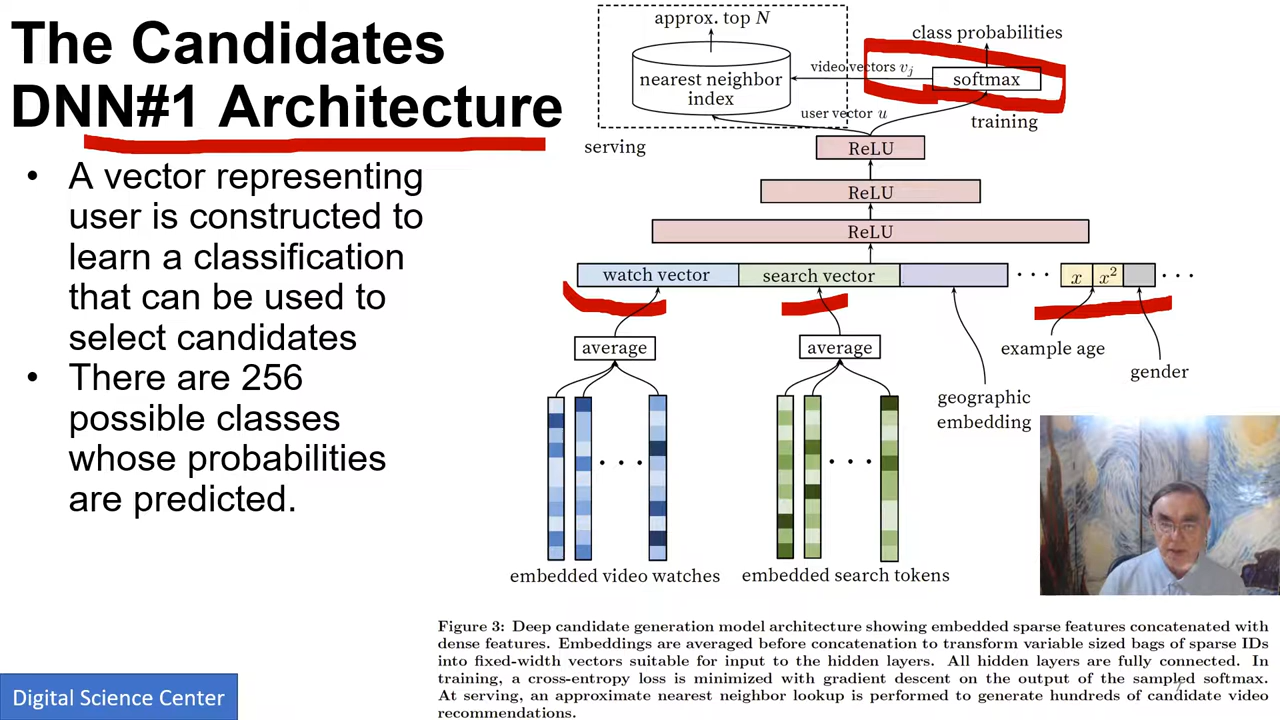 The Candidates
DNN#1 Architecture
• A vector representing
user is constructed to
learn a classification
that can be used to
select candidates
• There are 256
possible classes
whose probabilities
are predicted.
approx. top N
class probabilities
nearest neighbor
index
video vectors vⱼ
softmax
user vector u
training
serving
ReLU
ReLU
ReLU
watch vector
search vector
· · ·
x
x²
· · ·
average
average
example age
gender
geographic
embedding
· · ·
· · ·
embedded video watches
embedded search tokens
Figure 3: Deep candidate generation model architecture showing embedded sparse features concatenated with
dense features. Embeddings are averaged before concatenation to transform variable sized bags of sparse IDs
into fixed-width vectors suitable for input to the hidden layers. All hidden layers are fully connected. In
training, a cross-entropy loss is minimized with gradient descent on the output of the sampled softmax.
At serving, an approximate nearest neighbor lookup is performed to generate hundreds of candidate video
recommendations.
Digital Science Center